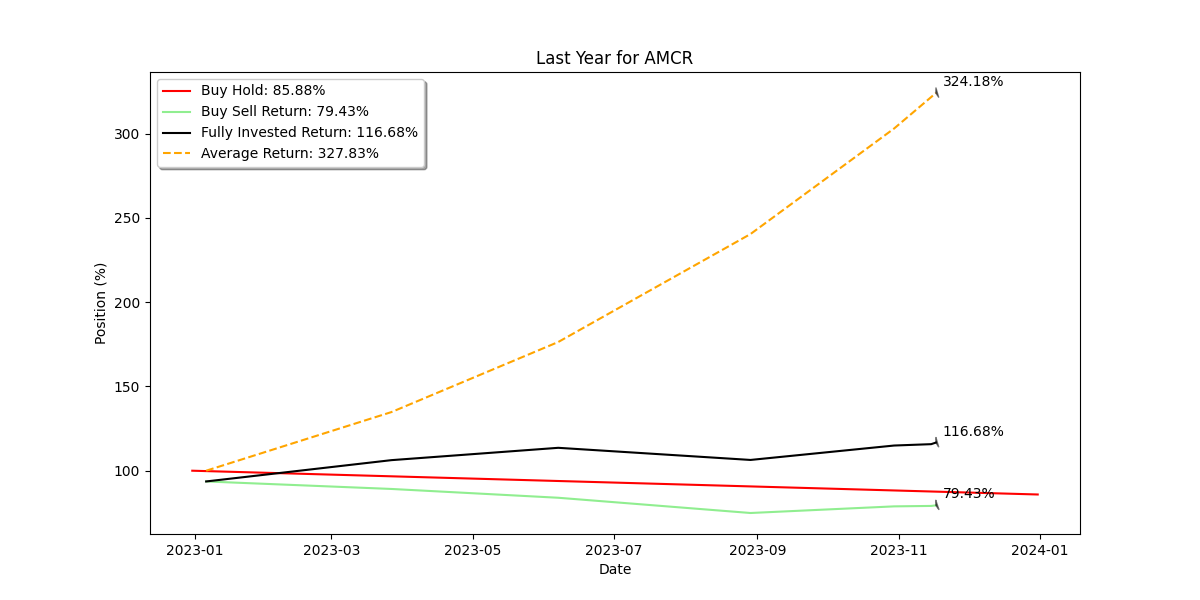 Last Year for AMCR
Buy Hold: 85.88%
Buy Sell Return: 79.43%
Fully Invested Return: 116.68%
Average Return: 327.83%
324.18%
116.68%
79.43%
Position (%)
300
250
200
150
100
2023-01
2023-03
2023-05
2023-07
2023-09
2023-11
2024-01
Date